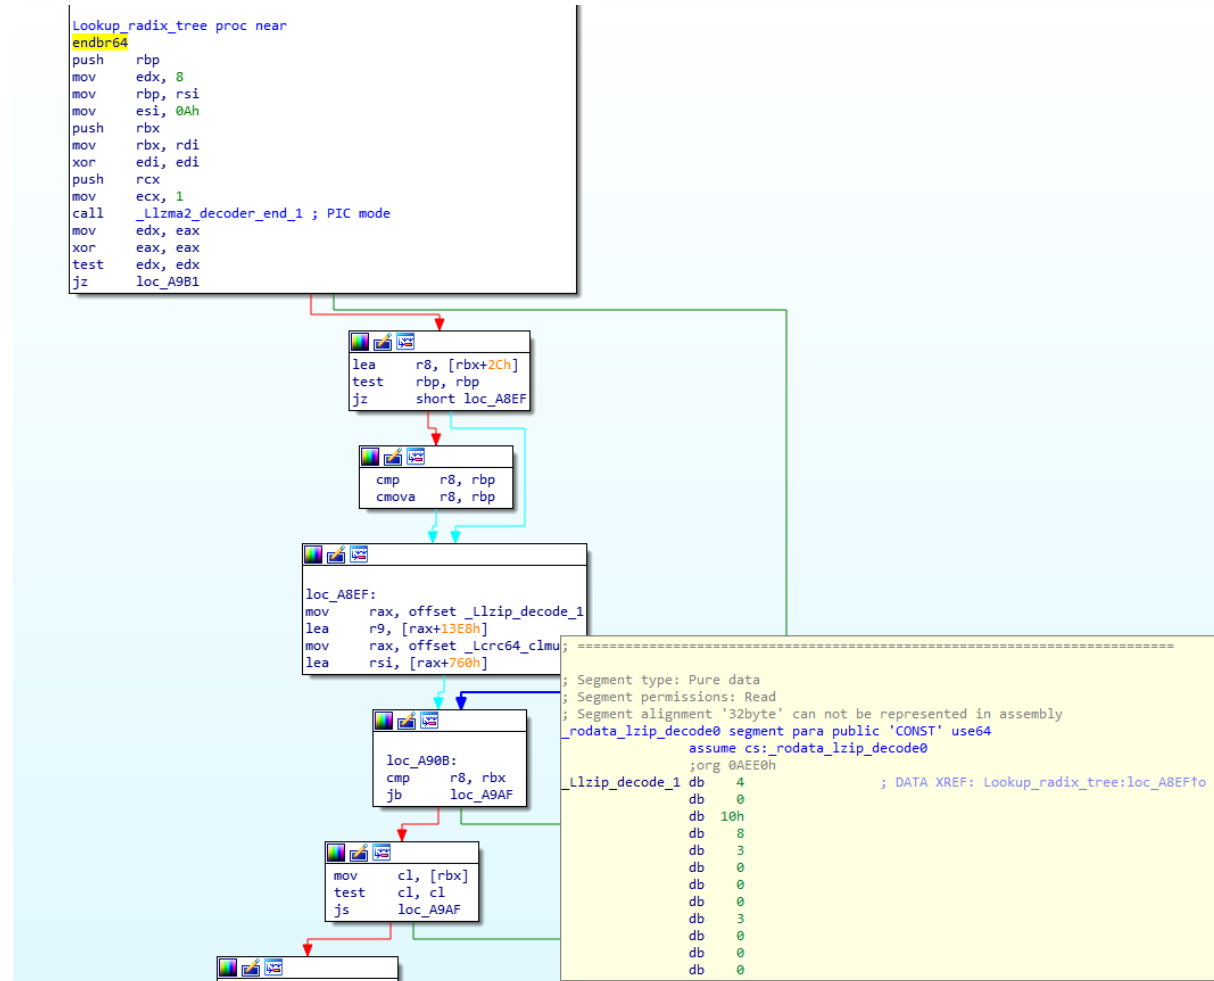 Lookup_radix_tree proc near
endbr64
push rbp
mov edx, 8
mov rbp, rsi
mov esi, 0Ah
push rbx
mov rbx, rdi
xor edi, edi
push rcx
mov ecx, 1
call _Llzma2_decoder_end_1 ; PIC mode
mov edx, eax
xor eax, eax
test edx, edx
jz loc_A9B1
lea r8, [rbx+2Ch]
test rbp, rbp
jz short loc_A8EF
cmp r8, rbp
cmova r8, rbp
loc_A8EF:
mov rax, offset _Llzip_decode_1
lea r9, [rax+13E8h]
mov rax, offset _Lcrc64_clmu
lea rsi, [rax+760h]
loc_A90B:
cmp r8, rbx
jb loc_A9AF
mov cl, [rbx]
test cl, cl
js loc_A9AF
; ===========================================================================
; Segment type: Pure data
; Segment permissions: Read
; Segment alignment '32byte' can not be represented in assembly
_rodata_lzip_decode0 segment para public 'CONST' use64
assume cs:_rodata_lzip_decode0
;org 0AEE0h
_Llzip_decode_1 db 4 ; DATA XREF: Lookup_radix_tree:loc_A8EF↑o
db 0
db 10h
db 8
db 3
db 0
db 0
db 0
db 3
db 0
db 0
db 0